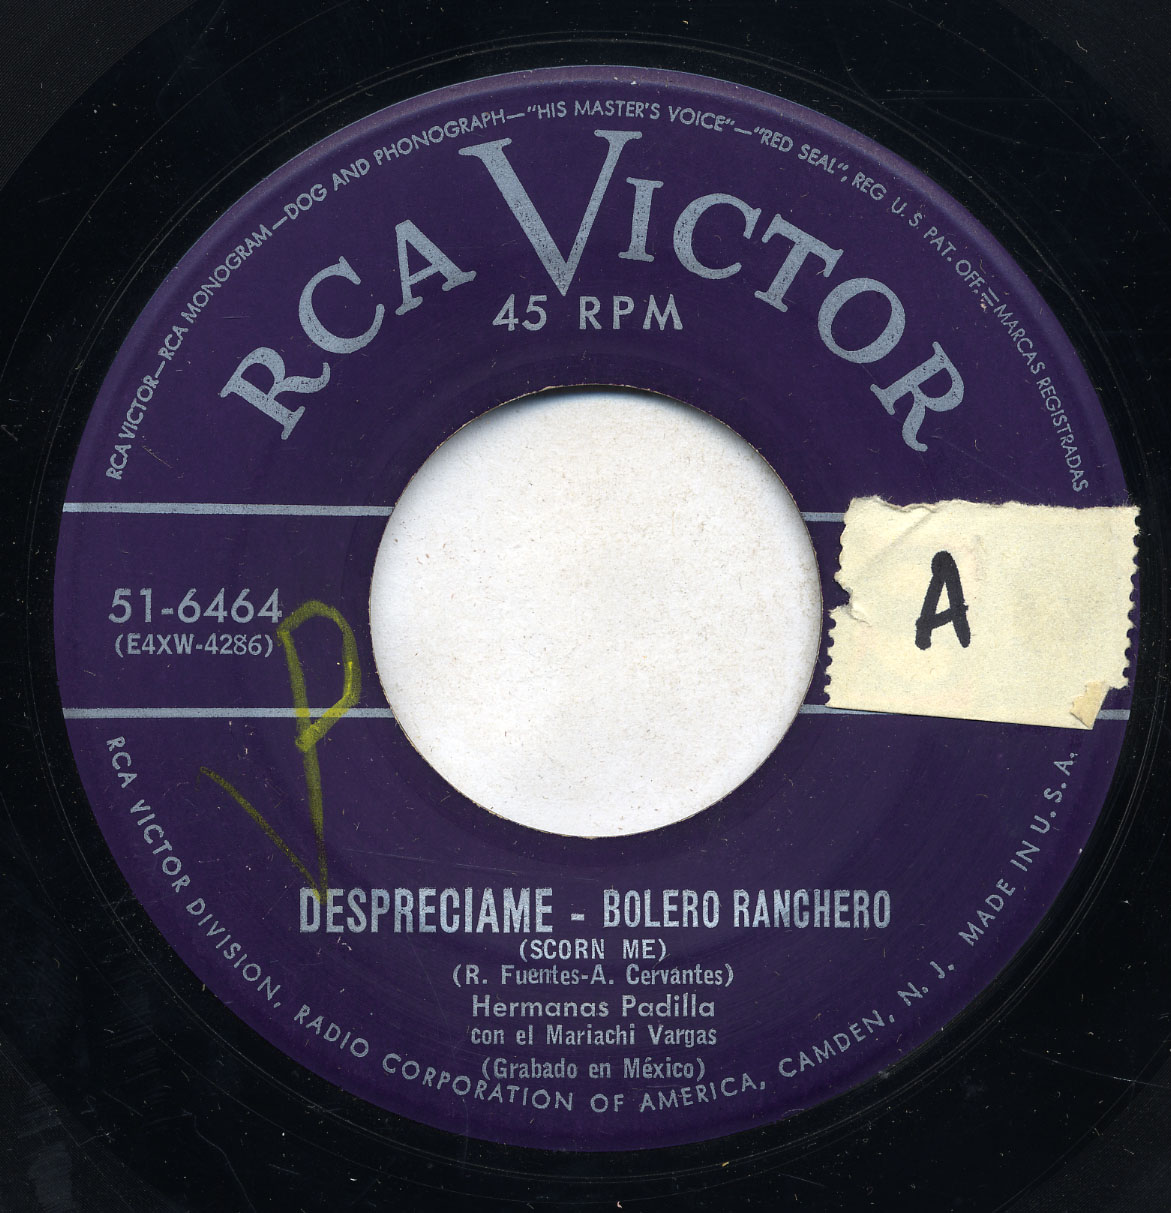 RCA VICTOR—RCA MONOGRAM—DOG AND PHONOGRAPH—"HIS MASTER'S VOICE"—"RED SEAL", REG U.S. PAT. OFF.—MARCAS REGISTRADAS
RCA VICTOR
45 RPM
51-6464
(E4XW-4286)
A
VP
DESPRECIAME - BOLERO RANCHERO
(SCORN ME)
(R. Fuentes-A. Cervantes)
Hermanas Padilla
con el Mariachi Vargas
(Grabado en México)
RCA VICTOR DIVISION, RADIO CORPORATION OF AMERICA, CAMDEN, N. J. MADE IN U. S. A.